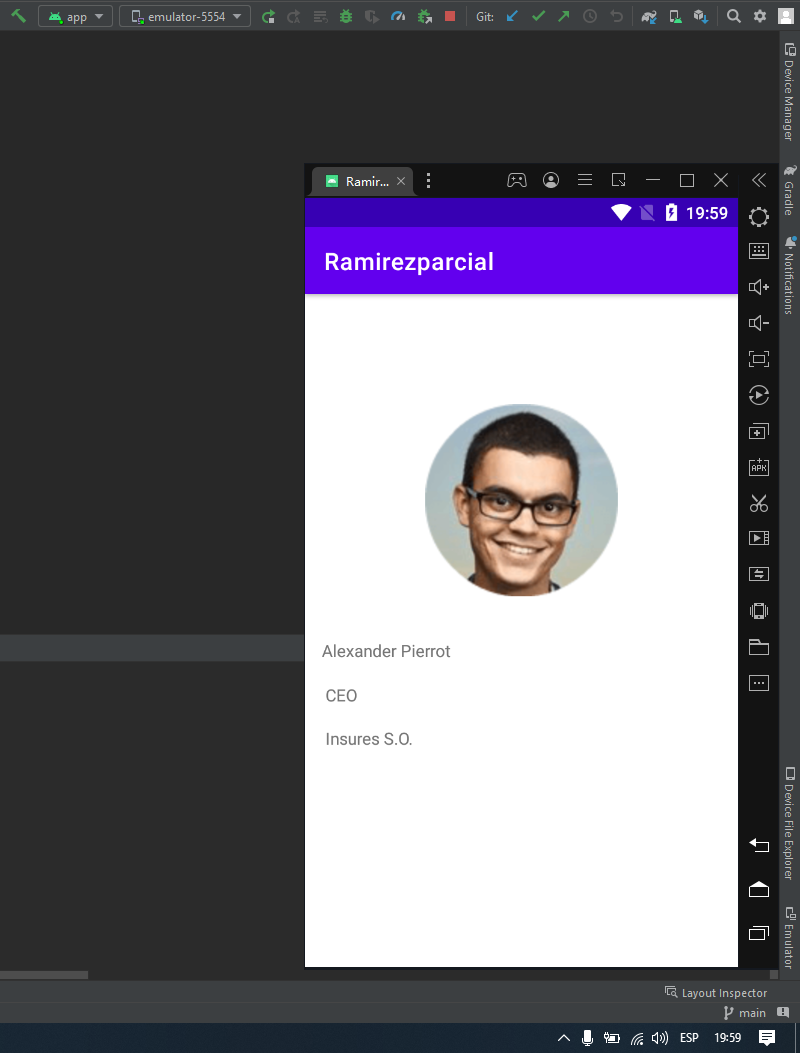 app
emulator-5554
Git:
Ramir...
19:59
Ramirezparcial
Alexander Pierrot
CEO
Insures S.O.
APK
Device Manager
Gradle
Notifications
Device File Explorer
Emulator
Layout Inspector
main
ESP
19:59